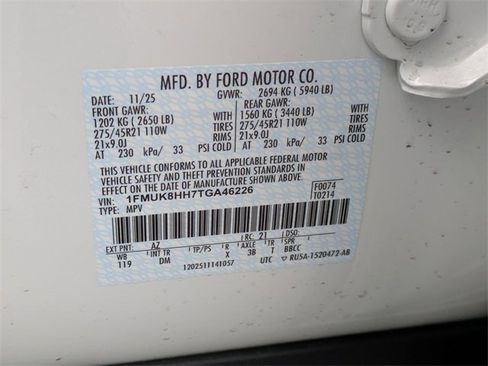 MFD. BY FORD MOTOR CO.
DATE: 11/25 GVWR: 2694 KG (5940 LB)
FRONT GAWR: REAR GAWR:
1202 KG (2650 LB) WITH 1560 KG (3440 LB) WITH
275/45R21 110W TIRES 275/45R21 110W TIRES
21x9.0J RIMS 21x9.0J RIMS
AT 230 kPa/ 33 PSI COLD AT 230 kPa/ 33 PSI COLD
THIS VEHICLE CONFORMS TO ALL APPLICABLE FEDERAL MOTOR
VEHICLE SAFETY AND THEFT PREVENTION STANDARDS IN
EFFECT ON THE DATE OF MANUFACTURE SHOWN ABOVE.
VIN: 1FMUK8HH7TGA46226 F0074
TYPE: MPV T0214
EXT PNT: AZ RC: 21 DSO:
WB INT TR TP/PS R AXLE TR SPR
119 DM X 3B T BBCC
1202511141057 UTC ▽ RU5A-1520472-AB